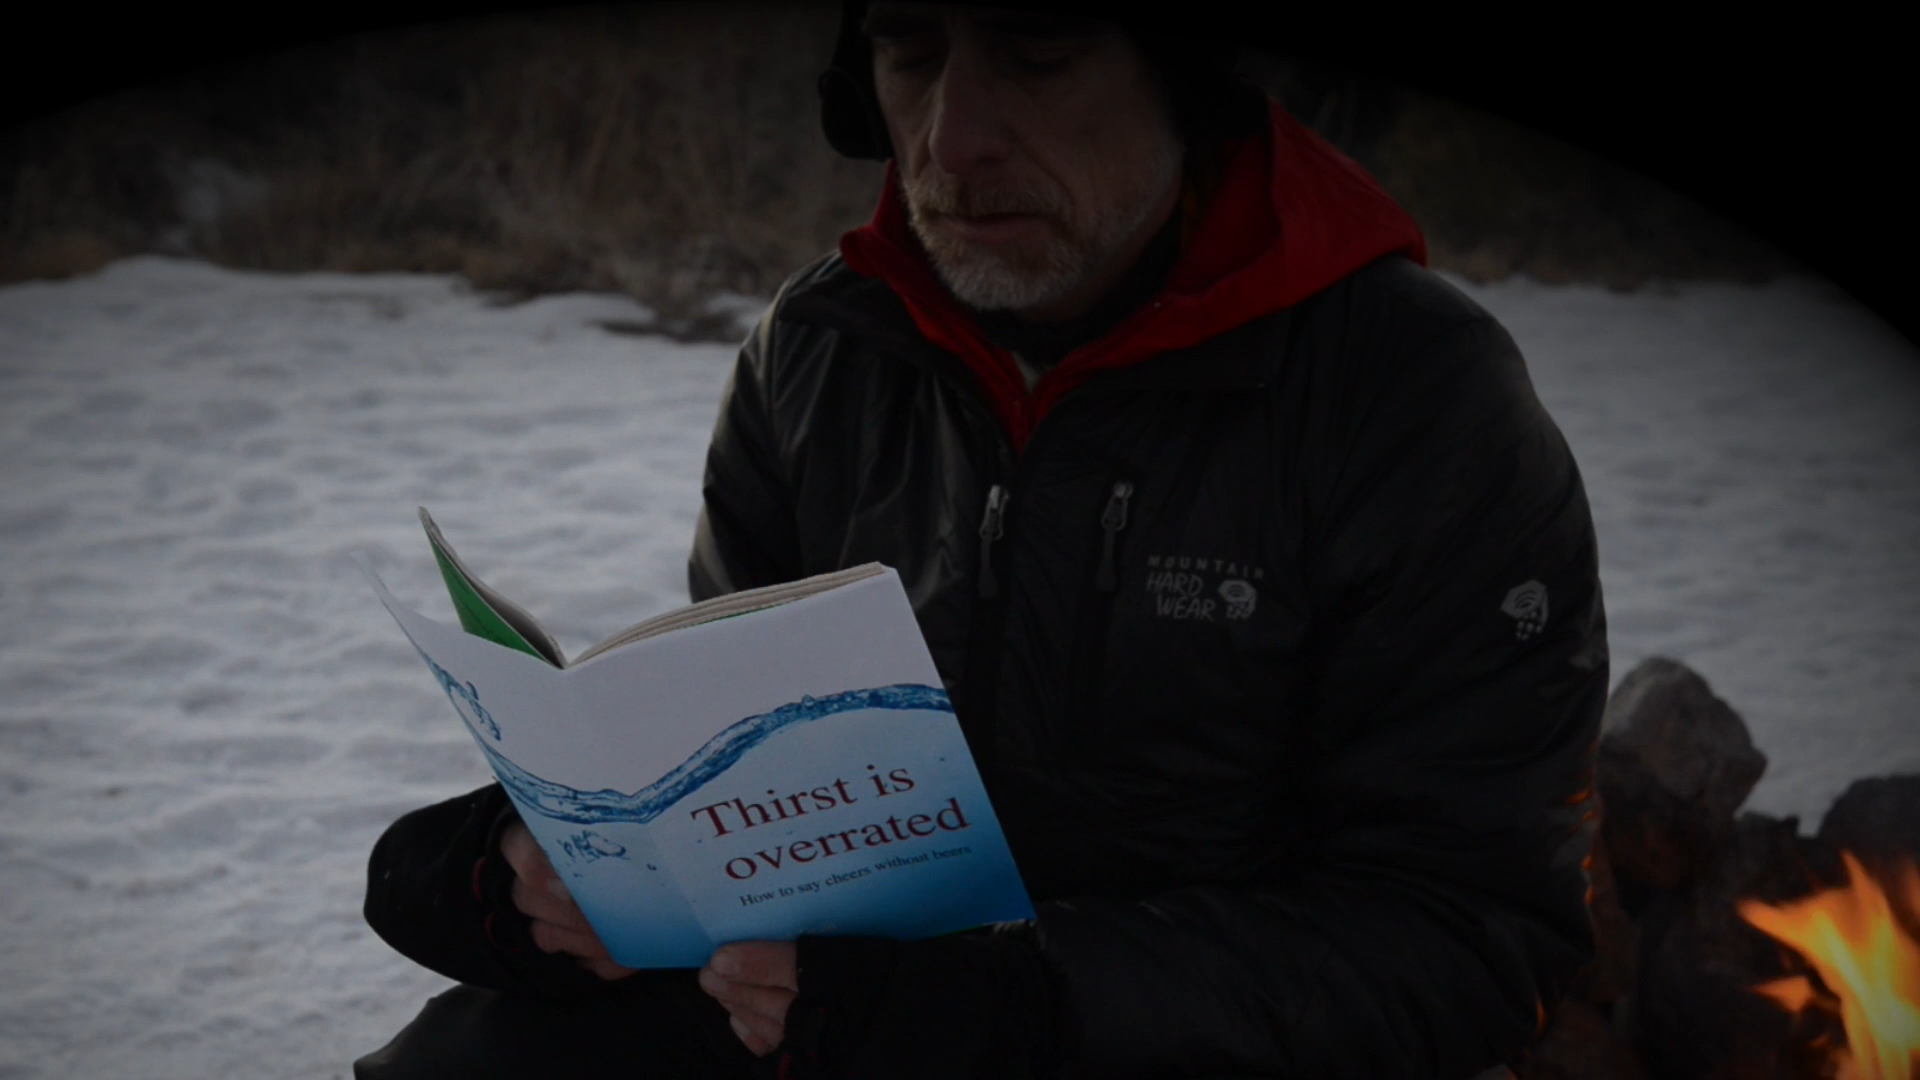 MOUNTAIN
HARD
WEAR
Thirst is
overrated
How to say cheers without beers